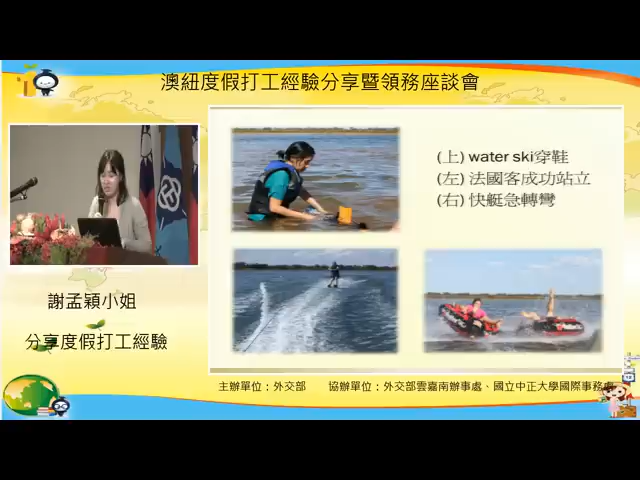 澳紐度假打工經驗分享暨領務座談會
(上) water ski穿鞋
(左) 法國客成功站立
(右) 快艇急轉彎
謝孟穎小姐
分享度假打工經驗
主辦單位：外交部 協辦單位：外交部雲嘉南辦事處、國立中正大學國際事務處